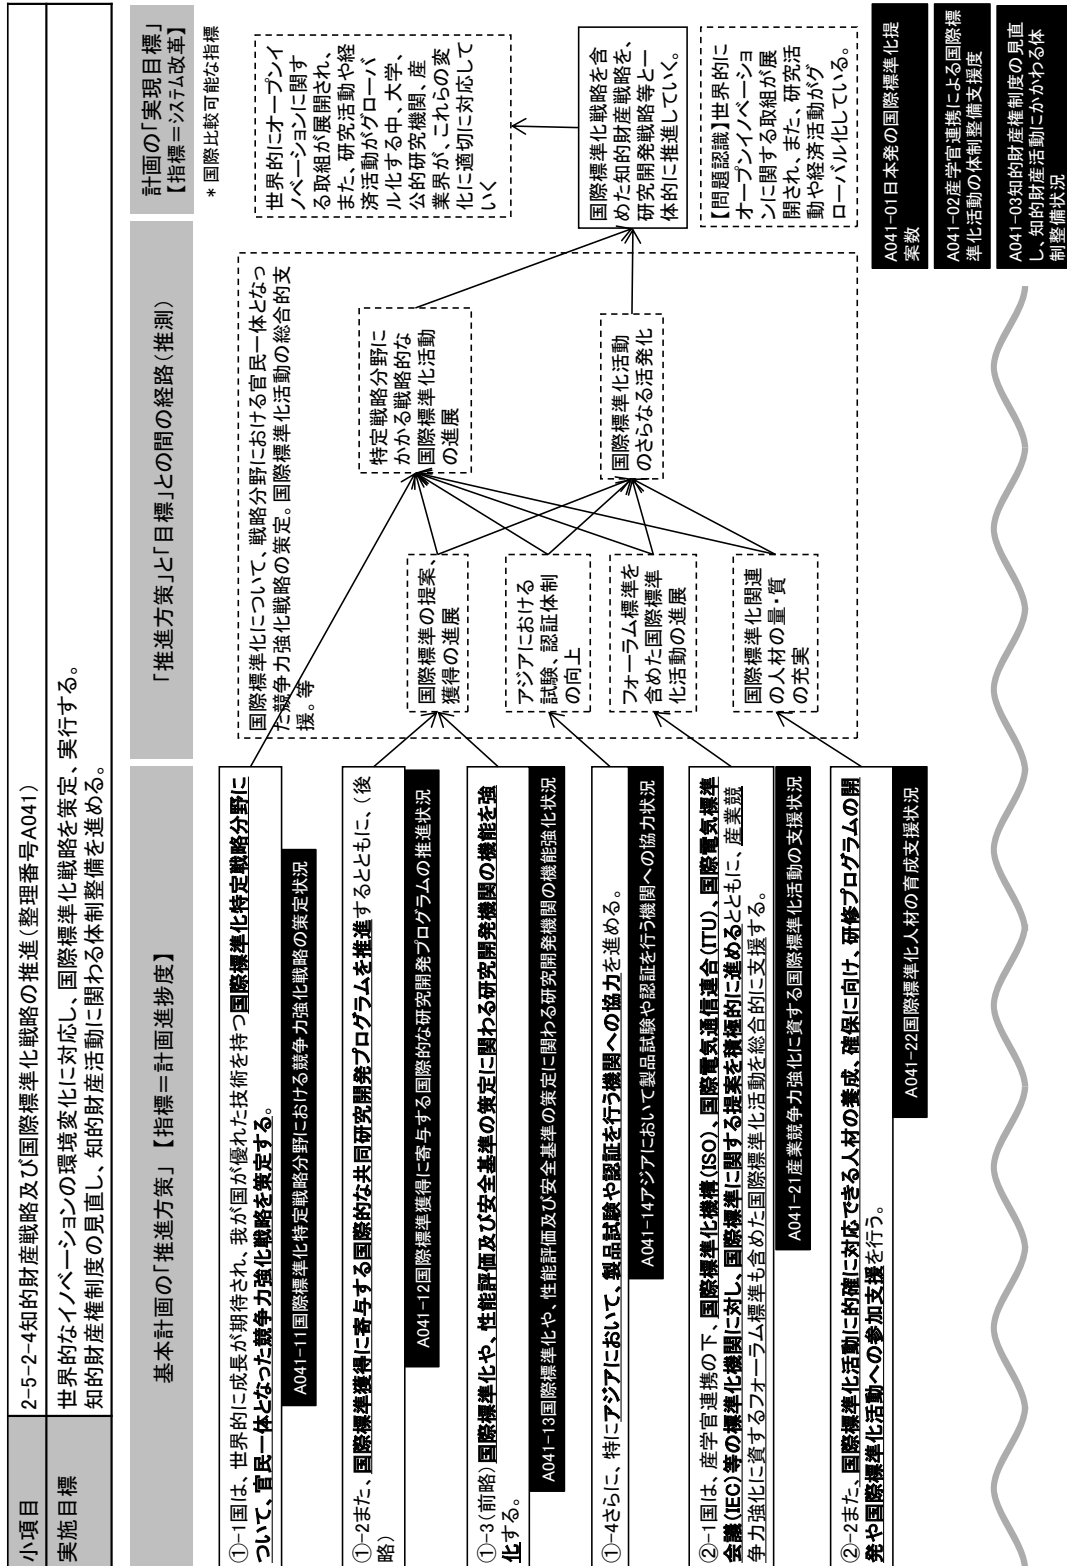 小項目
2-5-2-4知的財産戦略及び国際標準化戦略の推進(整理番号A041)
実施目標
世界的なイノベーションの環境変化に対応し、国際標準化戦略を策定、実行する。
知的財産権制度の見直し、知的財産活動に関わる体制整備を進める。
基本計画の「推進方策」【指標＝計画進捗度】
「推進方策」と「目標」との間の経路(推測)
計画の「実現目標」
【指標＝システム改革】
＊国際比較可能な指標
①-1国は、世界的に成長が期待され、我が国が優れた技術を持つ国際標準化特定戦略分野に
ついて、官民一体となった競争力強化戦略を策定する。
A041-11国際標準化特定戦略分野における競争力強化戦略の策定状況
①-2また、国際標準獲得に寄与する国際的な共同研究開発プログラムを推進するとともに、(後
略)
A041-12国際標準獲得に寄与する国際的な研究開発プログラムの推進状況
①-3(前略)国際標準化や、性能評価及び安全基準の策定に関わる研究開発機関の機能を強
化する。
A041-13国際標準化や、性能評価及び安全基準の策定に関わる研究開発機関の機能強化状況
①-4さらに、特にアジアにおいて、製品試験や認証を行う機関への協力を進める。
A041-14アジアにおいて製品試験や認証を行う機関への協力状況
②-1国は、産学官連携の下、国際標準化機構(ISO)、国際電気通信連合(ITU)、国際電気標準
会議(IEC)等の標準化機関に対し、国際標準に関する提案を積極的に進めるとともに、産業競
争力強化に資するフォーラム標準も含めた国際標準化活動を総合的に支援する。
A041-21産業競争力強化に資する国際標準化活動の支援状況
②-2また、国際標準化活動に的確に対応できる人材の養成、確保に向け、研修プログラムの開
発や国際標準化活動への参加支援を行う。
A041-22国際標準化人材の育成支援状況
国際標準化について、戦略分野における官民一体となっ
た競争力強化戦略の策定。国際標準化活動の総合的支
援。等
国際標準の提案、
獲得の進展
アジアにおける
試験、認証体制
の向上
フォーラム標準を
含めた国際標準
化活動の進展
国際標準化関連
の人材の量・質
の充実
特定戦略分野に
かかる戦略的な
国際標準化活動
の進展
国際標準化活動
のさらなる活発化
世界的にオープンイ
ノベーションに関す
る取組が展開され、
また、研究活動や経
済活動がグローバ
ル化する中、大学、
公的研究機関、産
業界が、これらの変
化に適切に対応して
いく
国際標準化戦略を含
めた知的財産戦略を、
研究開発戦略等と一
体的に推進していく。
【問題認識】世界的に
オープンイノベーショ
ンに関する取組が展
開され、また、研究活
動や経済活動がグ
ローバル化している。
A041-01日本発の国際標準化提
案数
A041-02産学官連携による国際標
準化活動の体制整備支援度
A041-03知的財産権制度の見直
し、知的財産活動にかかわる体
制整備状況